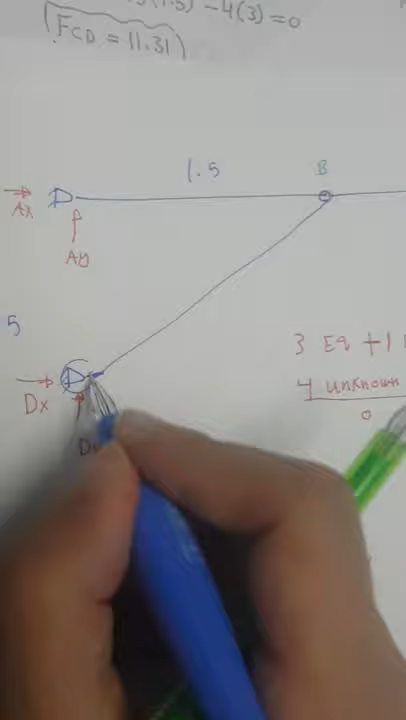 (1.5) - 4(3) = 0
FCD = 11.31
1.5
B
Ax
Ay
5
3 Eq + 1
Dx
4 unknown
0